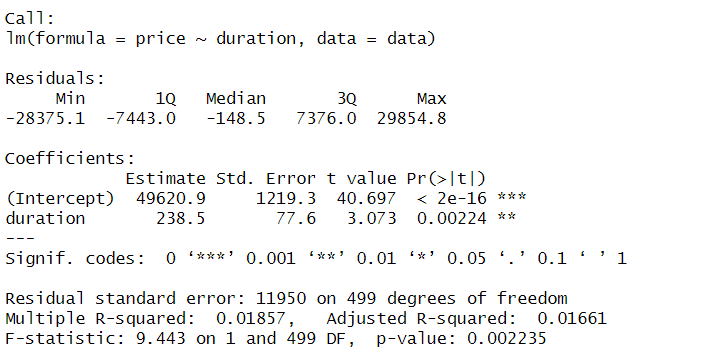 Call:
lm(formula = price ~ duration, data = data)
Residuals:
Min 1Q Median 3Q Max
-28375.1 -7443.0 -148.5 7376.0 29854.8
Coefficients:
Estimate Std. Error t value Pr(>|t|)
(Intercept) 49620.9 1219.3 40.697 < 2e-16 ***
duration 238.5 77.6 3.073 0.00224 **
---
Signif. codes: 0 ‘***’ 0.001 ‘**’ 0.01 ‘*’ 0.05 ‘.’ 0.1 ‘ ’ 1
Residual standard error: 11950 on 499 degrees of freedom
Multiple R-squared: 0.01857, Adjusted R-squared: 0.01661
F-statistic: 9.443 on 1 and 499 DF, p-value: 0.002235